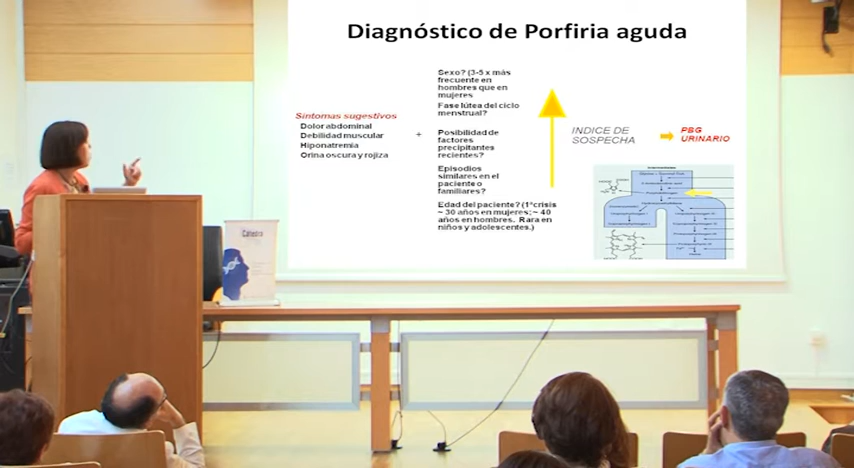 Diagnóstico de Porfiria aguda
Síntomas sugestivos
Dolor abdominal
Debilidad muscular
Hiponatremia
Orina oscura y rojiza
+
Sexo? (3-5 x más
frecuente en
hombres que en
mujeres
Fase lútea del ciclo
menstrual?
Posibilidad de
factores
precipitantes
recientes?
Episodios
similares en el
paciente o
familiares?
Edad del paciente? (1ª crisis
~ 30 años en mujeres; ~ 40
años en hombres. Rara en
niños y adolescentes.)
INDICE DE
SOSPECHA
PBG
URINARIO
Cátedra